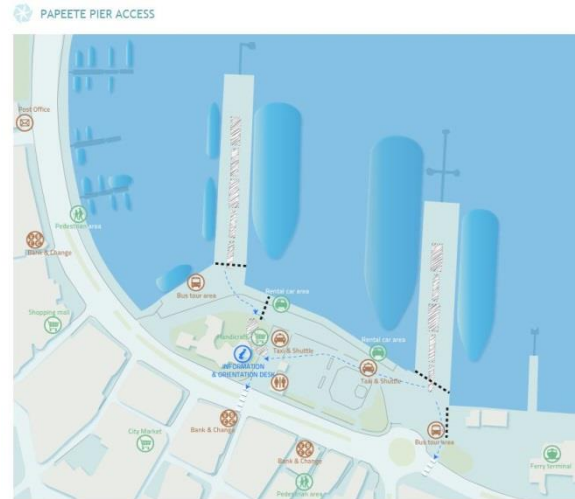 PAPEETE PIER ACCESS
Post Office
Pedestrian area
Bank & Change
Bus tour area
Rental car area
Shopping mall
Handicraft
Taxi & Shuttle
Rental car area
INFORMATION
& ORIENTATION DESK
Taxi & Shuttle
City Market
Bank & Change
Bus tour area
Bank & Change
Ferry terminal
Pedestrian area